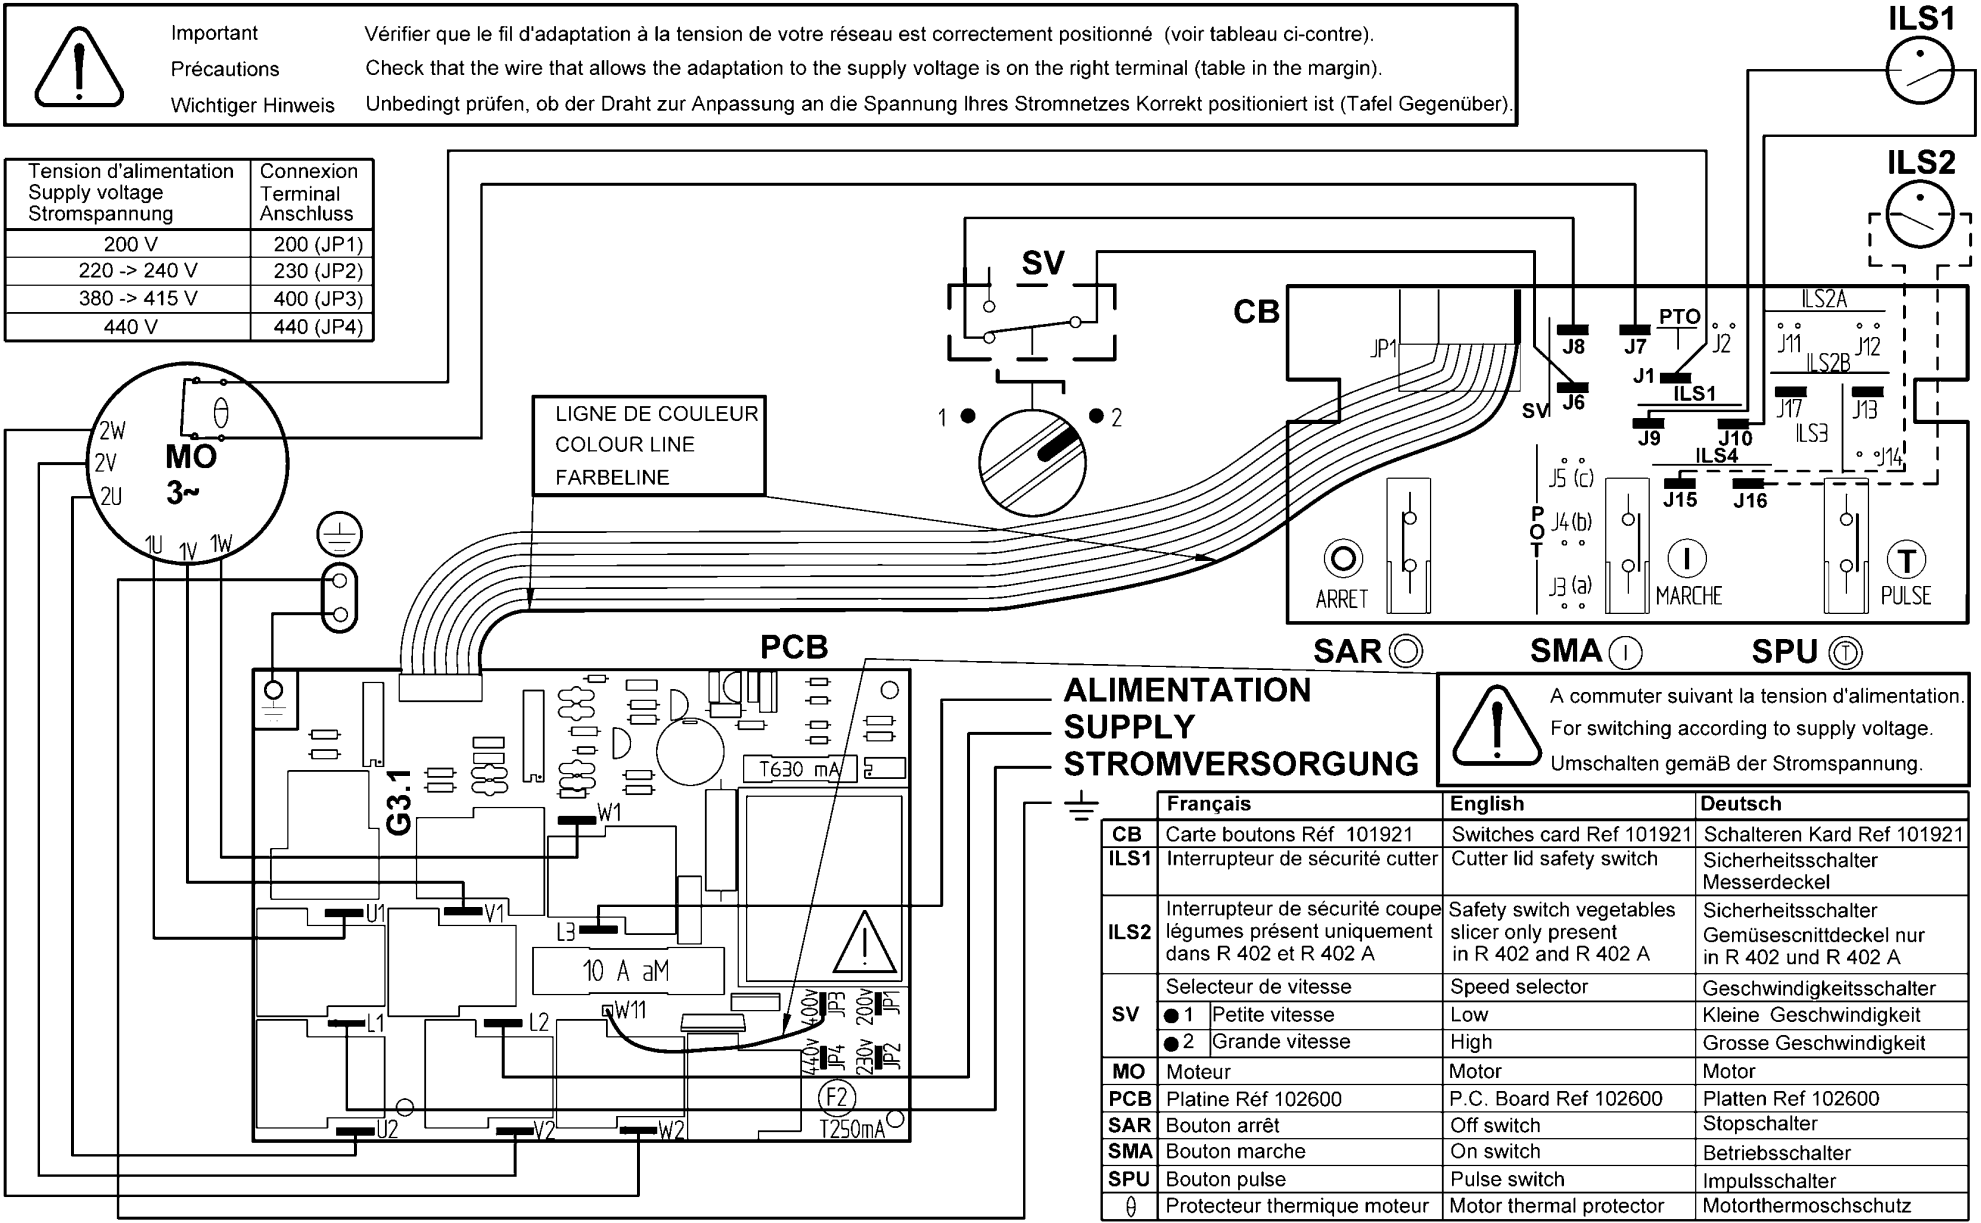 Important Vérifier que le fil d'adaptation à la tension de votre réseau est correctement positionné (voir tableau ci-contre).
Précautions Check that the wire that allows the adaptation to the supply voltage is on the right terminal (table in the margin).
Wichtiger Hinweis Unbedingt prüfen, ob der Draht zur Anpassung an die Spannung Ihres Stromnetzes Korrekt positioniert ist (Tafel Gegenüber).
ILS1
ILS2
Tension d'alimentation Connexion
Supply voltage Terminal
Stromspannung Anschluss
200 V 200 (JP1)
220 -> 240 V 230 (JP2)
380 -> 415 V 400 (JP3)
440 V 440 (JP4)
SV
1
2
CB
JP1
J8
J6
SV
J7
PTO
J2
J1
ILS1
J9
J10
ILS4
J15
J16
ILS2A
J11
J12
ILS2B
J17
J13
ILS3
J14
POT
J5 (c)
J4 (b)
J3 (a)
ARRET
I
MARCHE
T
PULSE
SAR
SMA I
SPU T
θ
MO
3~
2W
2V
2U
1U
1V
1W
LIGNE DE COULEUR
COLOUR LINE
FARBELINE
PCB
G3.1
T630 mA
W1
U1
V1
L3
10 A aM
W11
L1
L2
400v JP3
200v JP1
440v JP4
230v JP2
F2
T250mA
U2
V2
W2
ALIMENTATION
SUPPLY
STROMVERSORGUNG
A commuter suivant la tension d'alimentation.
For switching according to supply voltage.
Umschalten gemäB der Stromspannung.
Français English Deutsch
CB Carte boutons Réf 101921 Switches card Ref 101921 Schalteren Kard Ref 101921
ILS1 Interrupteur de sécurité cutter Cutter lid safety switch Sicherheitsschalter
Messerdeckel
Interrupteur de sécurité coupe Safety switch vegetables Sicherheitsschalter
ILS2 légumes présent uniquement slicer only present Gemüsescnittdeckel nur
dans R 402 et R 402 A in R 402 and R 402 A in R 402 und R 402 A
Selecteur de vitesse Speed selector Geschwindigkeitsschalter
SV 1 Petite vitesse Low Kleine Geschwindigkeit
2 Grande vitesse High Grosse Geschwindigkeit
MO Moteur Motor Motor
PCB Platine Réf 102600 P.C. Board Ref 102600 Platten Ref 102600
SAR Bouton arrêt Off switch Stopschalter
SMA Bouton marche On switch Betriebsschalter
SPU Bouton pulse Pulse switch Impulsschalter
θ Protecteur thermique moteur Motor thermal protector Motorthermoschschutz